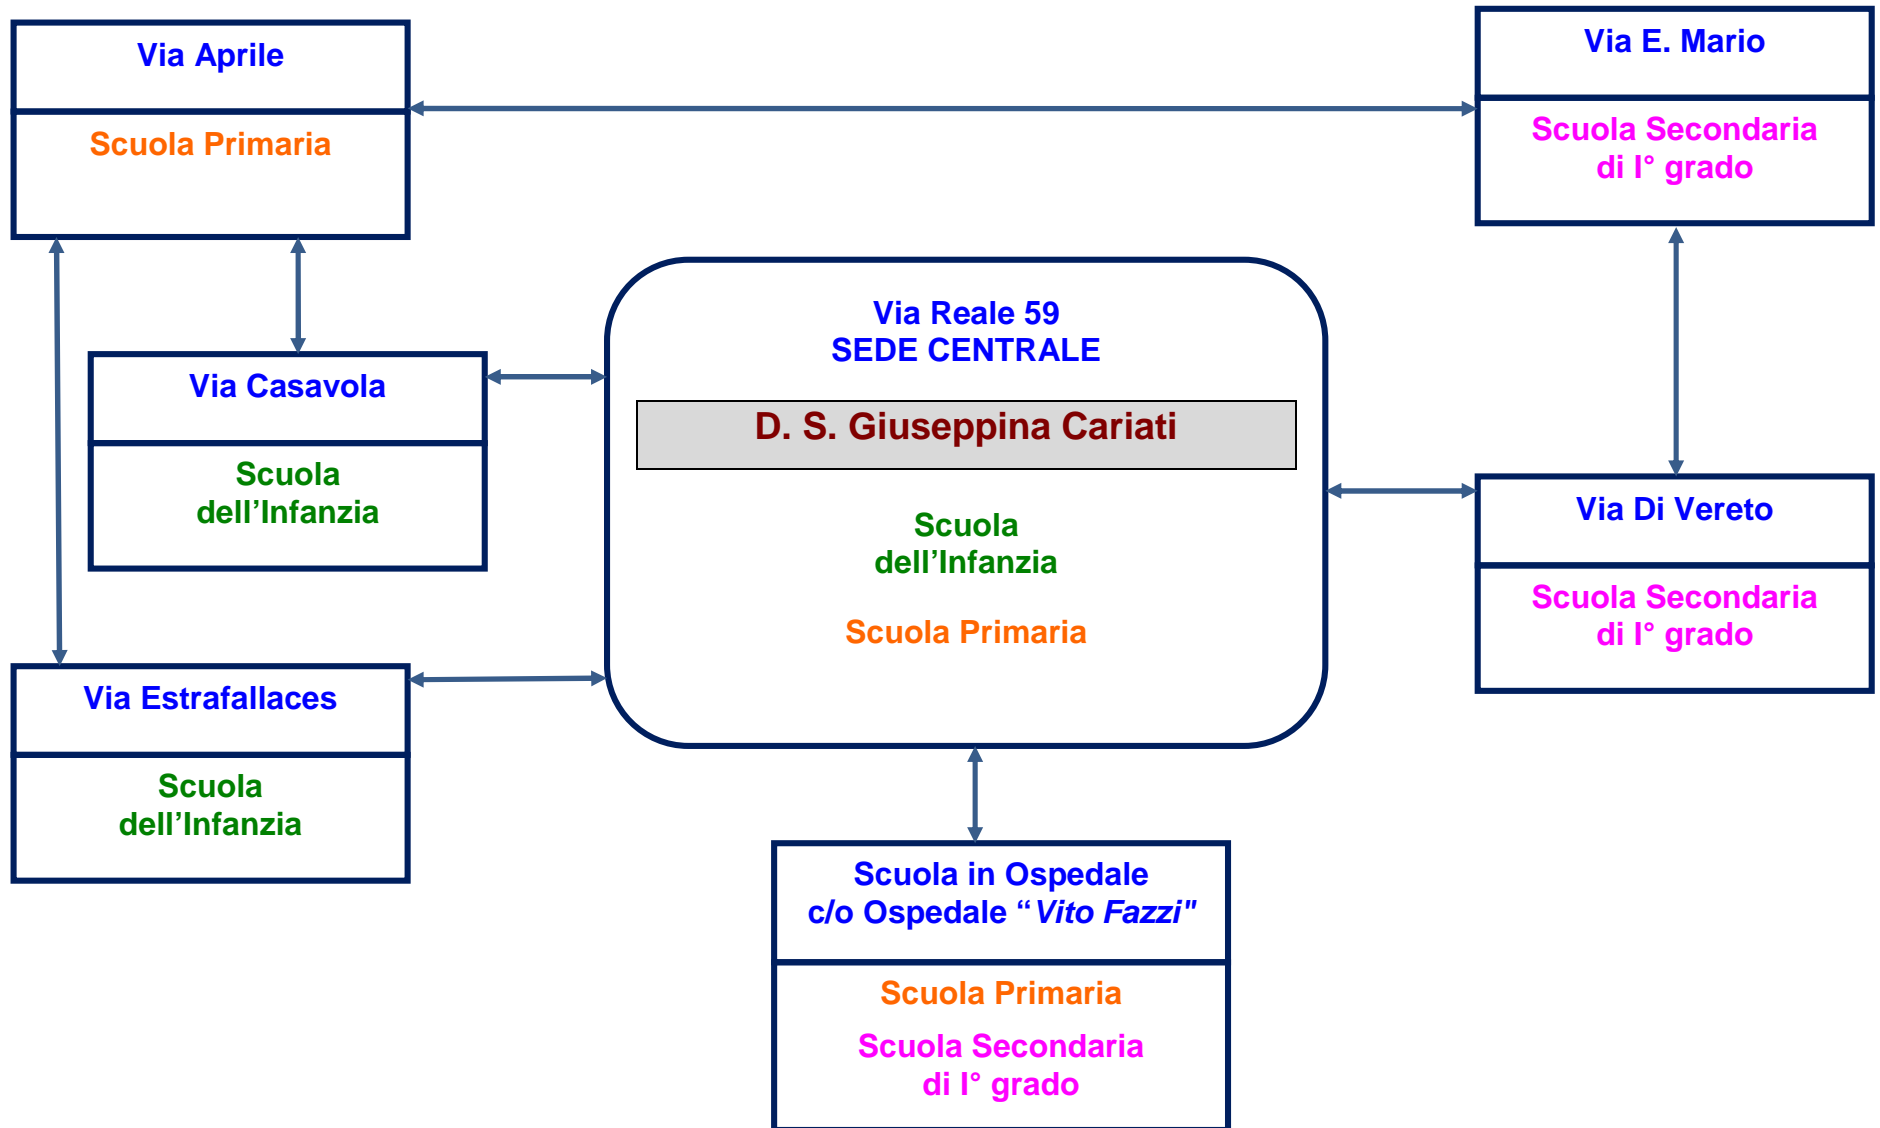 Via Aprile
Scuola Primaria
Via E. Mario
Scuola Secondaria
di I° grado
Via Casavola
Scuola
dell’Infanzia
Via Reale 59
SEDE CENTRALE
D. S. Giuseppina Cariati
Scuola
dell’Infanzia
Scuola Primaria
Via Di Vereto
Scuola Secondaria
di I° grado
Via Estrafallaces
Scuola
dell’Infanzia
Scuola in Ospedale
c/o Ospedale “Vito Fazzi"
Scuola Primaria
Scuola Secondaria
di I° grado